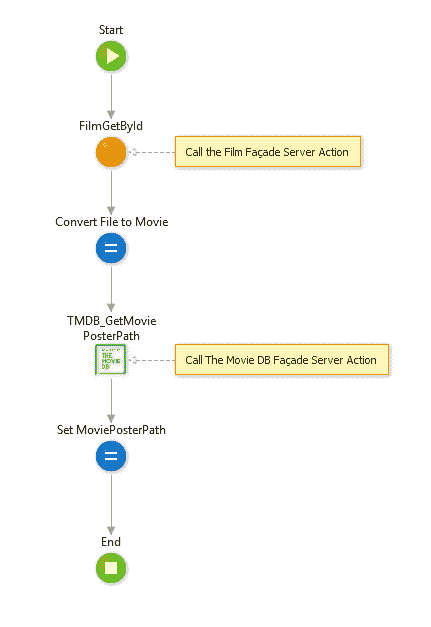 Start
FilmGetById
Call the Film Façade Server Action
Convert File to Movie
TMDB_GetMovie
PosterPath
THE
MOVIE
DB
Call The Movie DB Façade Server Action
Set MoviePosterPath
End